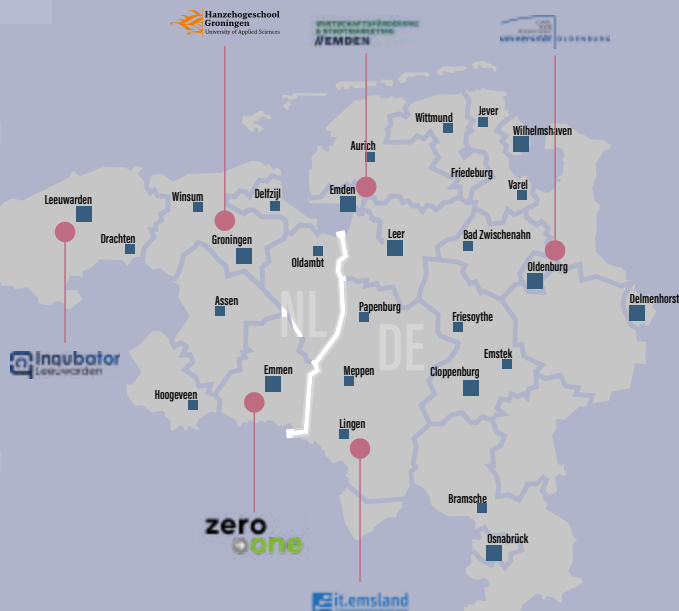 Hanzehogeschool
Groningen
University of Applied Sciences
WIRTSCHAFTSFÖRDERUNG
& STADTMARKETING
//EMDEN
OLDENBURG
Jever
Wittmund
Wilhelmshaven
Aurich
Friedeburg
Varel
Emden
Leeuwarden
Winsum
Delfzijl
Drachten
Groningen
Leer
Bad Zwischenahn
Oldambt
Oldenburg
Assen
NL
Papenburg
Delmenhorst
Friesoythe
DE
Inqubator
Leeuwarden
Emstek
Emmen
Meppen
Cloppenburg
Hoogeveen
Lingen
Bramsche
zero
one
Osnabrück
it.emsland